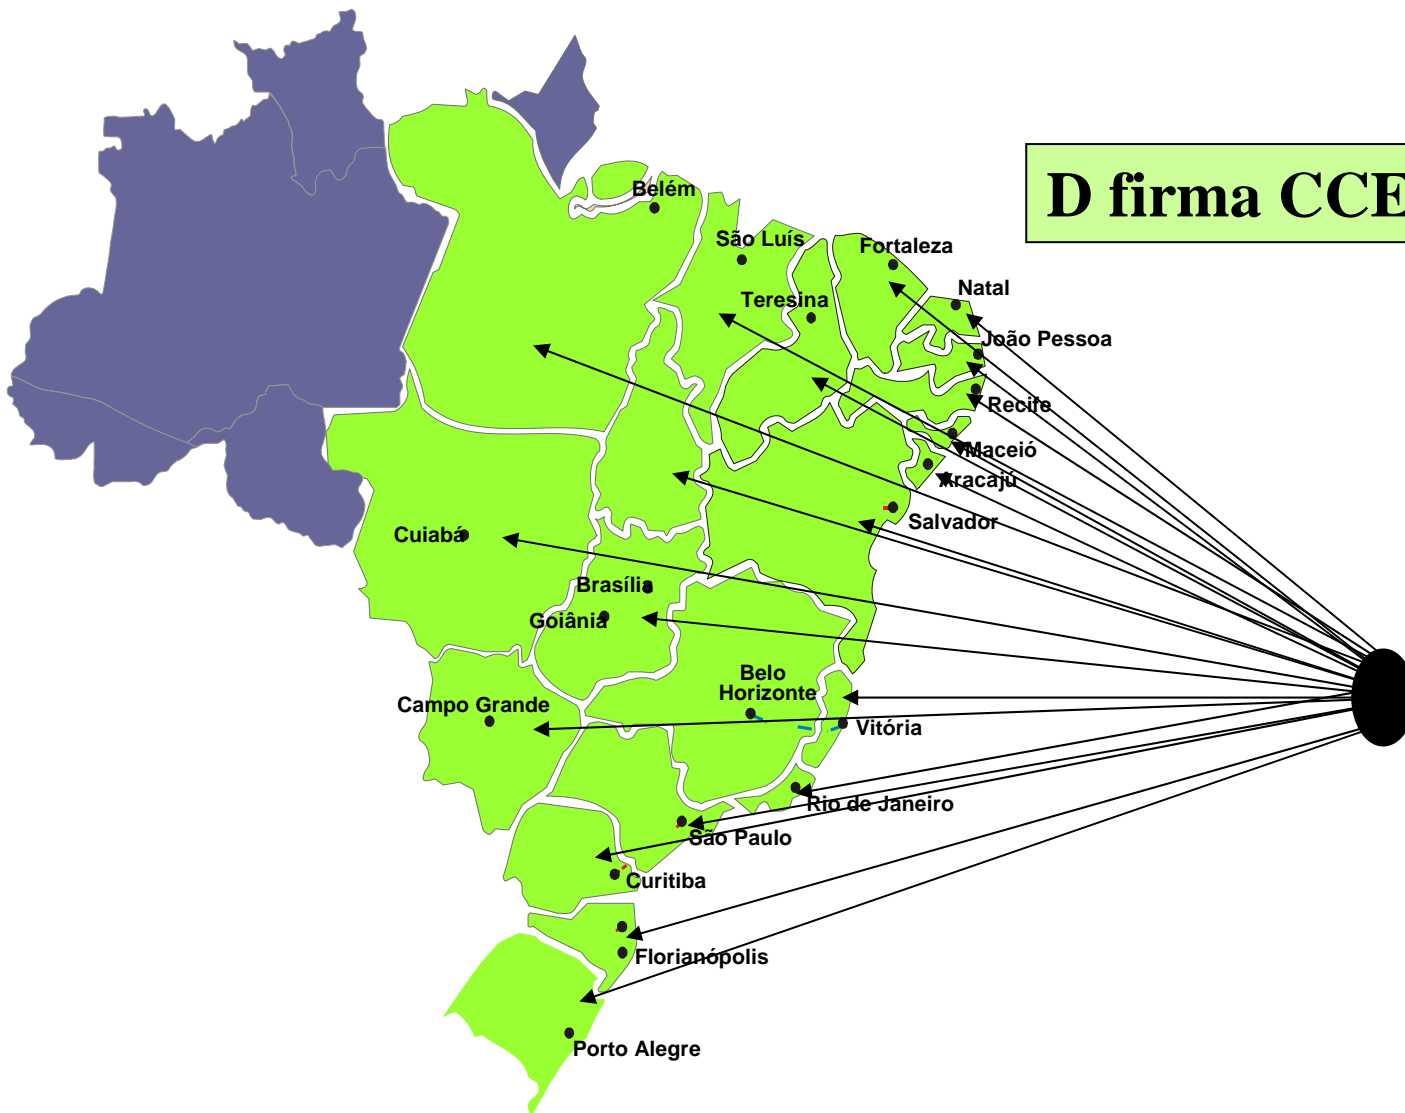 D firma CCE
Belém
São Luís
Fortaleza
Natal
Teresina
João Pessoa
Recife
Maceió
Aracajú
Salvador
Cuiabá
Brasília
Goiânia
Belo
Horizonte
Campo Grande
Vitória
Rio de Janeiro
São Paulo
Curitiba
Florianópolis
Porto Alegre